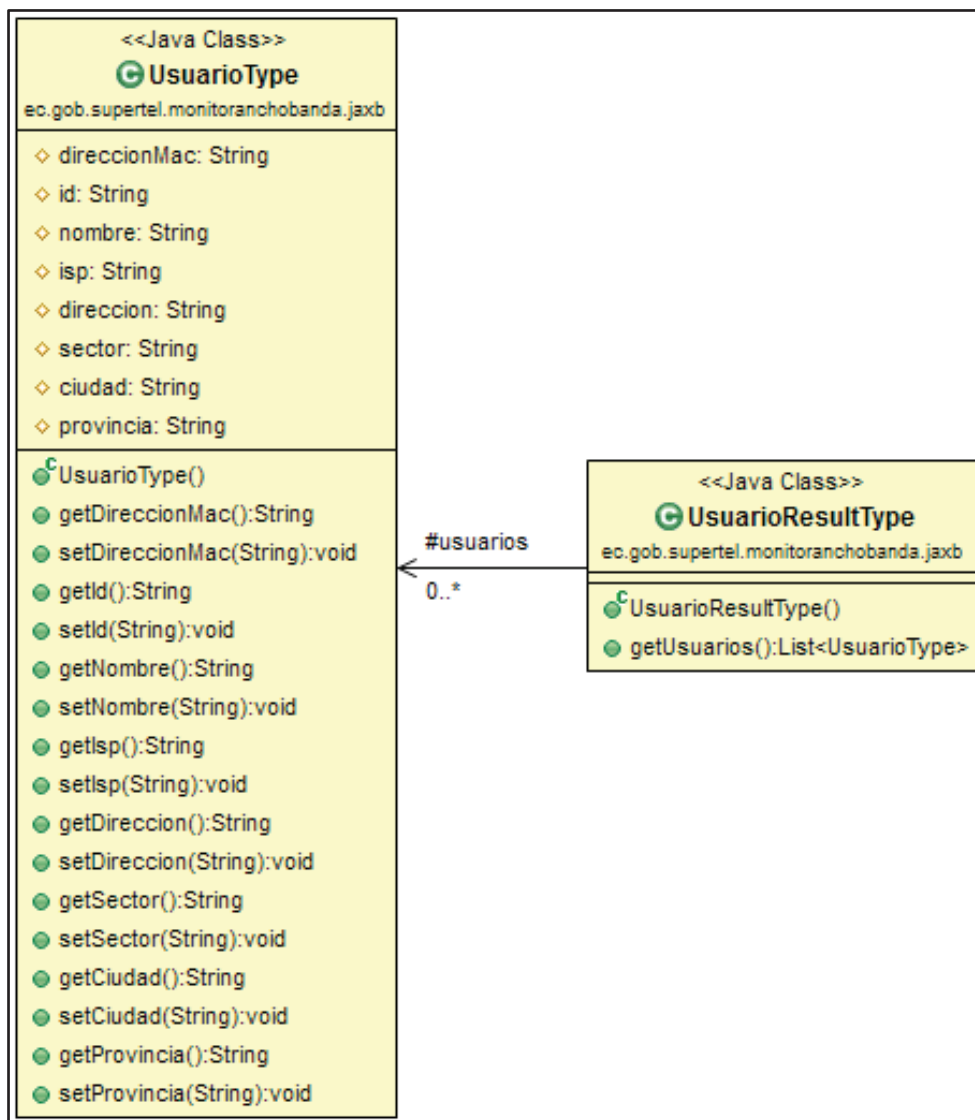 <<Java Class>>
UsuarioType
ec.gob.supertel.monitoranchobanda.jaxb
direccionMac: String
id: String
nombre: String
isp: String
direccion: String
sector: String
ciudad: String
provincia: String
UsuarioType()
getDireccionMac():String
setDireccionMac(String):void
getId():String
setId(String):void
getNombre():String
setNombre(String):void
getIsp():String
setIsp(String):void
getDireccion():String
setDireccion(String):void
getSector():String
setSector(String):void
getCiudad():String
setCiudad(String):void
getProvincia():String
setProvincia(String):void
#usuarios
0..*
<<Java Class>>
UsuarioResultType
ec.gob.supertel.monitoranchobanda.jaxb
UsuarioResultType()
getUsuarios():List<UsuarioType>